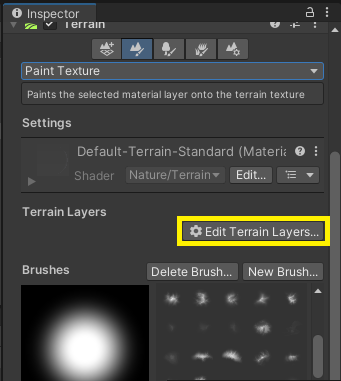 Inspector
Terrain
Paint Texture
Paints the selected material layer onto the terrain texture
Settings
Default-Terrain-Standard (Materia
Shader Nature/Terrain Edit...
Terrain Layers
Edit Terrain Layers...
Brushes Delete Brush... New Brush...